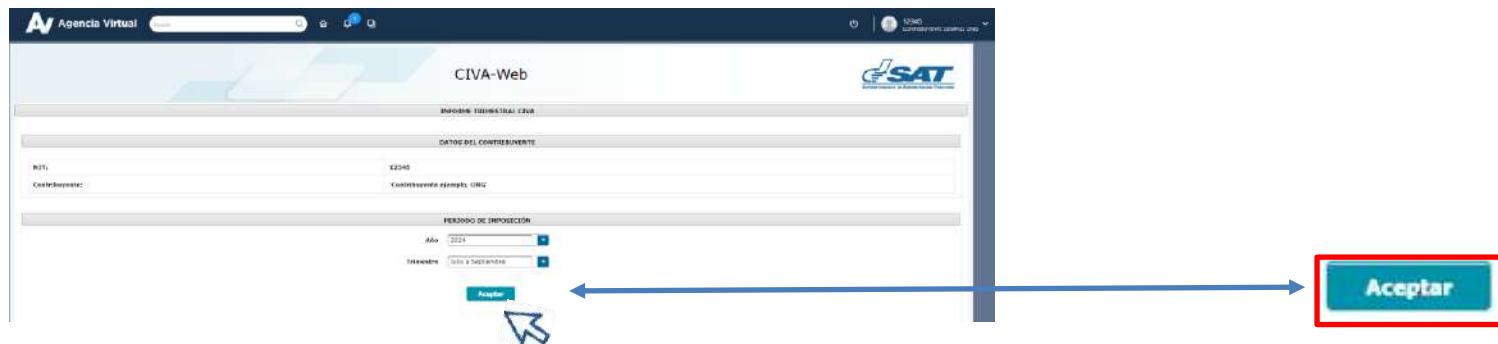 Agencia Virtual
12345
CIVA-Web
SAT
INFORME TRIMESTRAL CIVA
DATOS DEL CONTRIBUYENTE
NIT: 12345
Contribuyente: Contribuyente ejemplo, ONG
PERIODO DE IMPOSICIÓN
Año 2024
Trimestre Julio a Septiembre
Aceptar
Aceptar